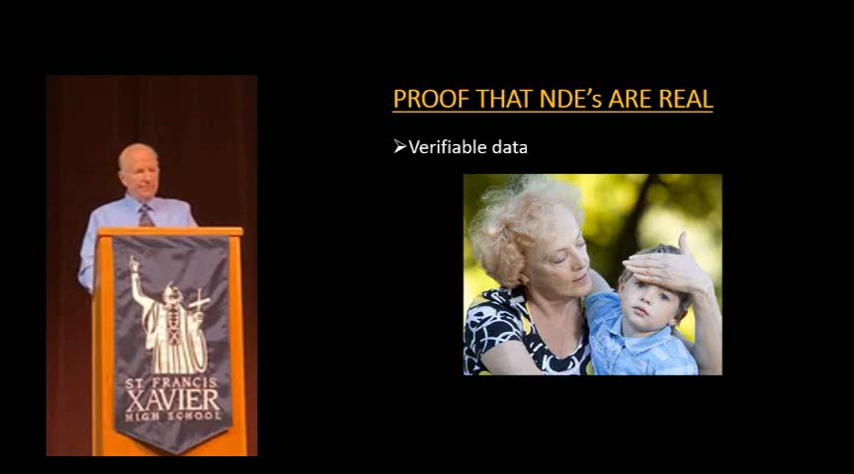 PROOF THAT NDE's ARE REAL
➢Verifiable data
ST. FRANCIS
XAVIER
HIGH SCHOOL